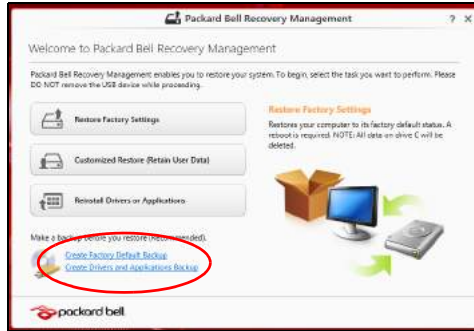 Packard Bell Recovery Management
? X
Welcome to Packard Bell Recovery Management
Packard Bell Recovery Management enables you to restore your system. To begin, select the task you want to perform. Please
DO NOT remove the USB device while proceeding.
Restore Factory Settings
Customized Restore (Retain User Data)
Reinstall Drivers or Applications
Restore Factory Settings
Restores your computer to its factory default status. A
reboot is required. NOTE: All data on drive C will be
deleted.
Make a backup before you restore (Recommended).
Create Factory Default Backup
Create Drivers and Applications Backup
packard bell